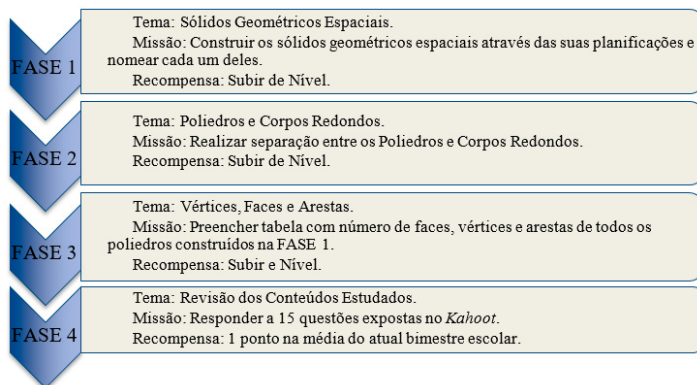 FASE 1
Tema: Sólidos Geométricos Espaciais.
Missão: Construir os sólidos geométricos espaciais através das suas planificações e
nomear cada um deles.
Recompensa: Subir de Nível.
FASE 2
Tema: Poliedros e Corpos Redondos.
Missão: Realizar separação entre os Poliedros e Corpos Redondos.
Recompensa: Subir de Nível.
FASE 3
Tema: Vértices, Faces e Arestas.
Missão: Preencher tabela com número de faces, vértices e arestas de todos os
poliedros construídos na FASE 1.
Recompensa: Subir e Nível.
FASE 4
Tema: Revisão dos Conteúdos Estudados.
Missão: Responder a 15 questões expostas no Kahoot.
Recompensa: 1 ponto na média do atual bimestre escolar.